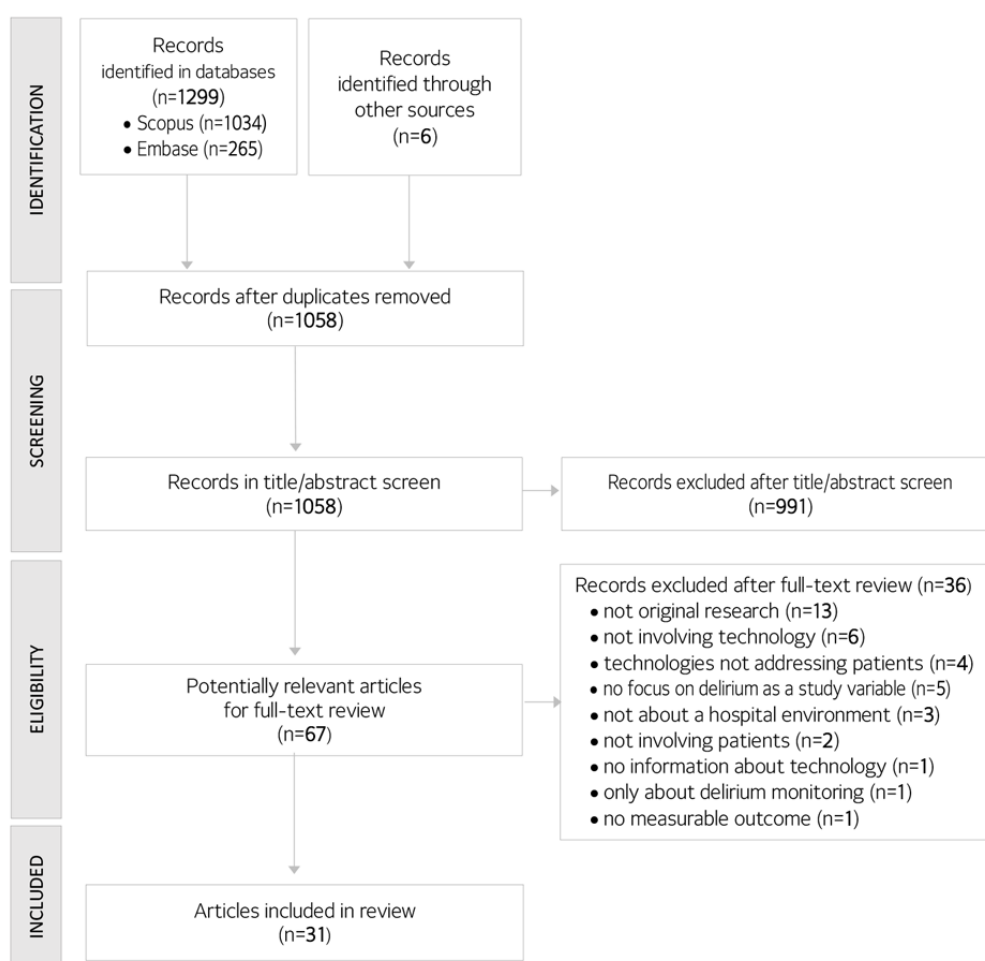 IDENTIFICATION
Records
identified in databases
(n=1299)
• Scopus (n=1034)
• Embase (n=265)
Records
identified through
other sources
(n=6)
SCREENING
Records after duplicates removed
(n=1058)
Records in title/abstract screen
(n=1058)
Records excluded after title/abstract screen
(n=991)
ELIGIBILITY
Potentially relevant articles
for full-text review
(n=67)
Records excluded after full-text review (n=36)
• not original research (n=13)
• not involving technology (n=6)
• technologies not addressing patients (n=4)
• no focus on delirium as a study variable (n=5)
• not about a hospital environment (n=3)
• not involving patients (n=2)
• no information about technology (n=1)
• only about delirium monitoring (n=1)
• no measurable outcome (n=1)
INCLUDED
Articles included in review
(n=31)